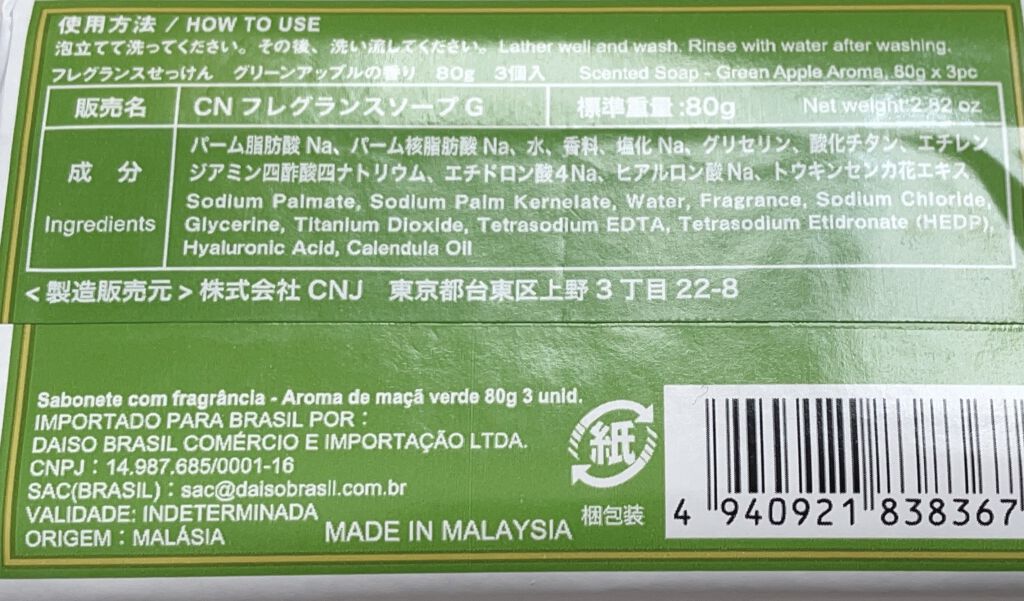 使用方法 / HOW TO USE
泡立てて洗ってください。その後、洗い流してください。 Lather well and wash. Rinse with water after washing.
フレグランスせっけん グリーンアップルの香り 80g 3個入 Scented Soap - Green Apple Aroma, 80g x 3pc
販売名 CN フレグランスソープ G 標準重量:80g Net weight:2.82 oz
成 分 パーム脂肪酸 Na、パーム核脂肪酸 Na、水、香料、塩化 Na、グリセリン、酸化チタン、エチレン
ジアミン四酢酸四ナトリウム、エチドロン酸4Na、ヒアルロン酸 Na、トウキンセンカ花エキス
Ingredients Sodium Palmate, Sodium Palm Kernelate, Water, Fragrance, Sodium Chloride,
Glycerine, Titanium Dioxide, Tetrasodium EDTA, Tetrasodium Etidronate (HEDP),
Hyaluronic Acid, Calendula Oil
<製造販売元> 株式会社 CNJ 東京都台東区上野 3 丁目 22-8
Sabonete com fragrância - Aroma de maçã verde 80g 3 unid.
IMPORTADO PARA BRASIL POR :
DAISO BRASIL COMÉRCIO E IMPORTAÇÃO LTDA.
CNPJ : 14.987.685/0001-16
SAC(BRASIL) : sac@daisobrasil.com.br
VALIDADE: INDETERMINADA
ORIGEM : MALÁSIA
MADE IN MALAYSIA
紙
梱包装
4 940921 838367